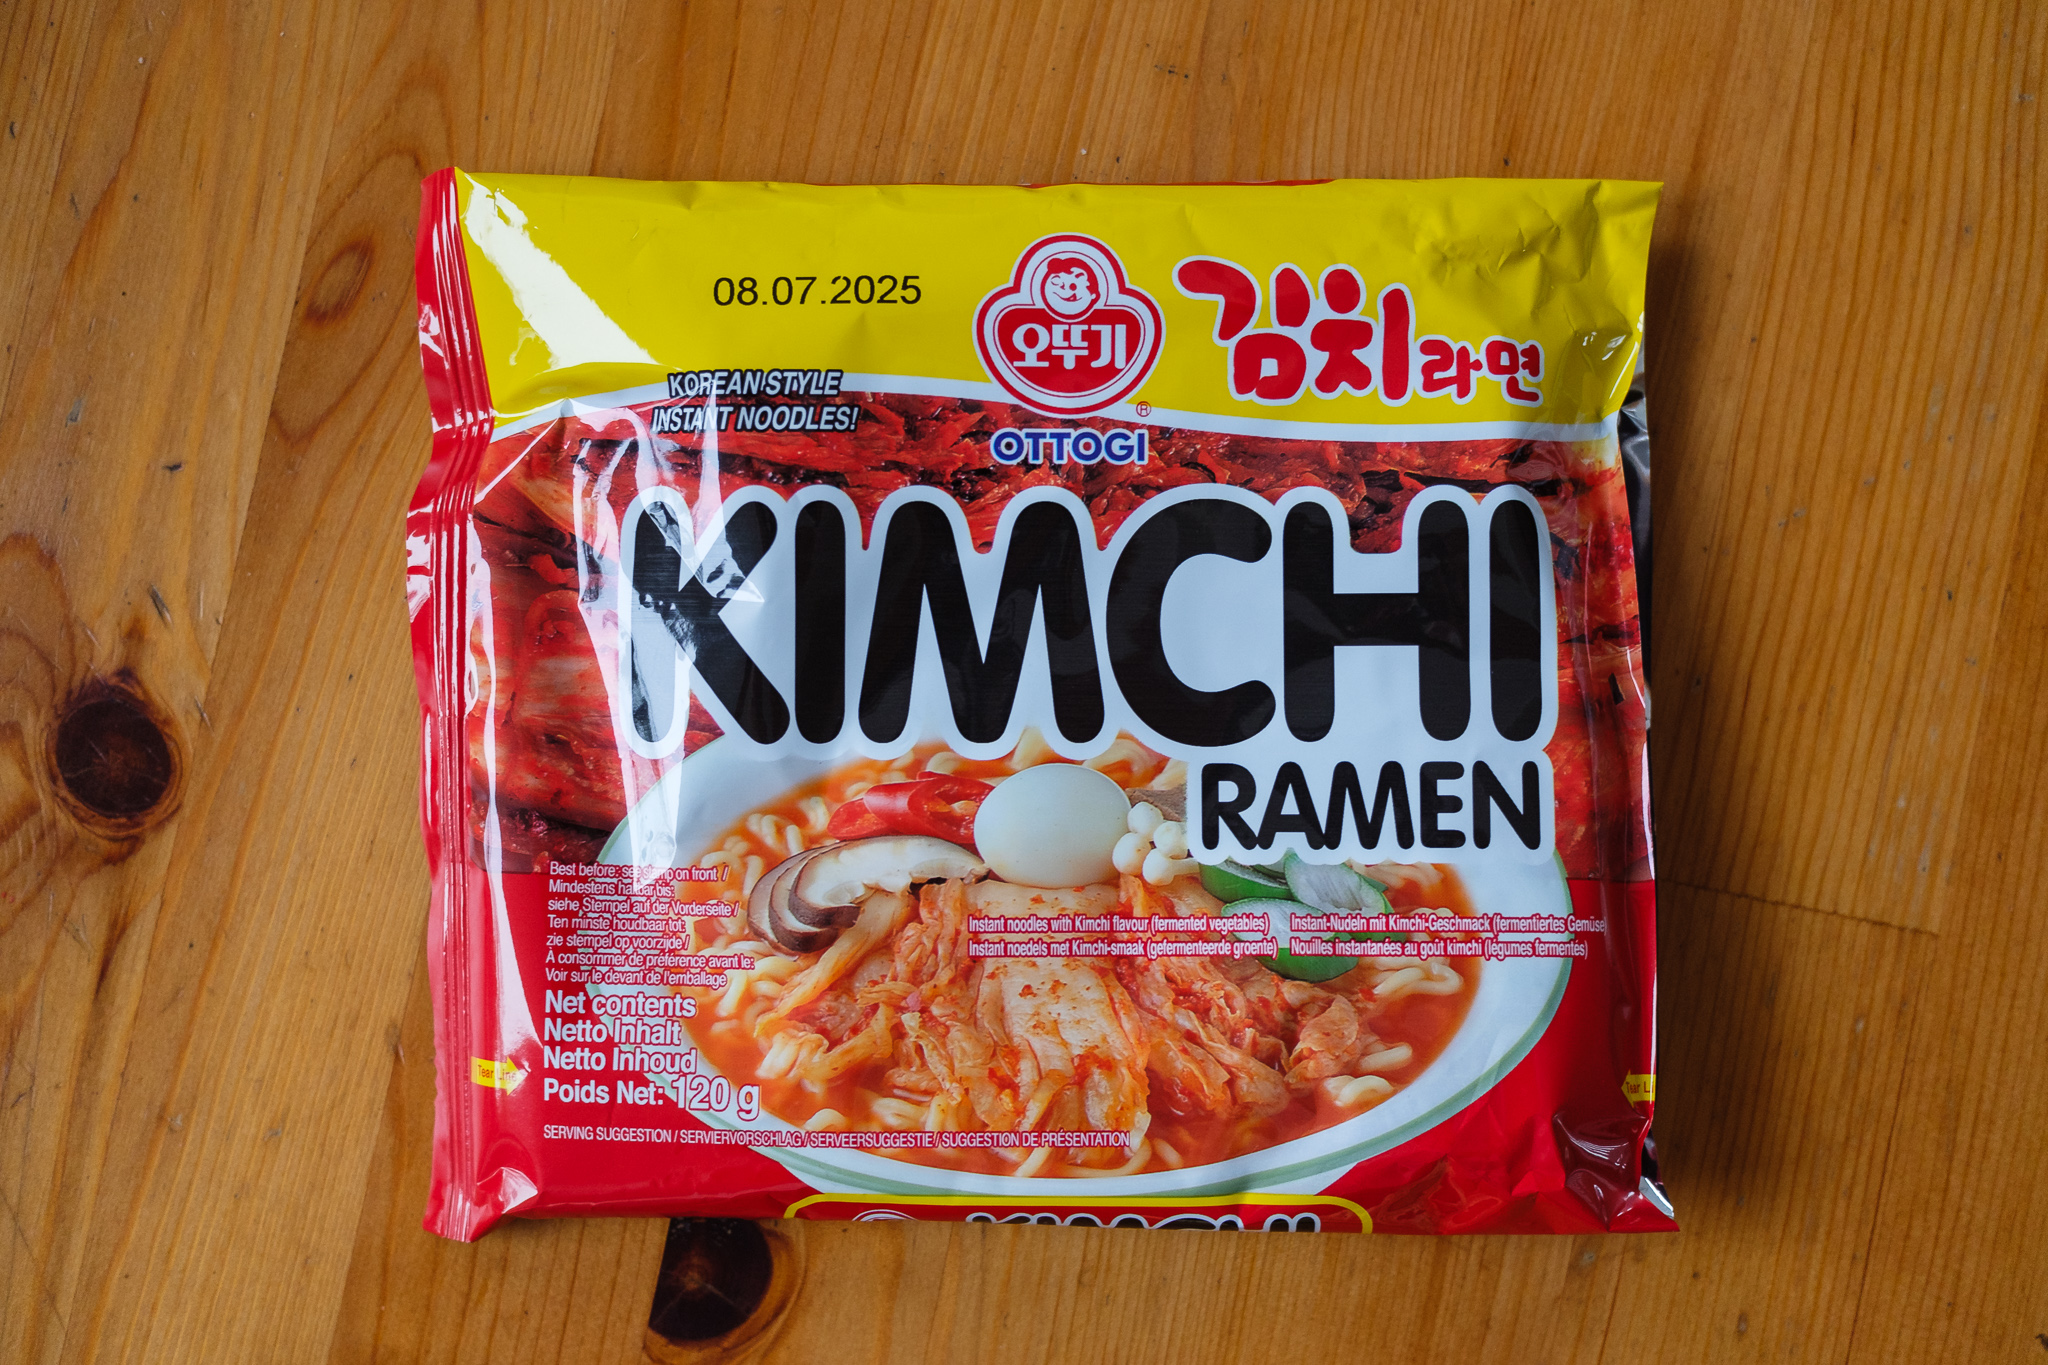 08.07.2025
오뚜기
®
OTTOGI
김치라면
KOREAN STYLE
INSTANT NOODLES!
KIMCHI
RAMEN
Best before: see stamp on front /
Mindestens haltbar bis:
siehe Stempel auf der Vorderseite /
Ten minste houdbaar tot:
zie stempel op voorzijde /
À consommer de préférence avant le:
Voir sur le devant de l'emballage
Instant noodles with Kimchi flavour (fermented vegetables)
Instant noedels met Kimchi-smaak (gefermenteerde groente)
Instant-Nudeln mit Kimchi-Geschmack (fermentiertes Gemüse)
Nouilles instantanées au goût kimchi (légumes fermentés)
Net contents
Netto Inhalt
Netto Inhoud
Poids Net: 120 g
Tear Line
Tear L
SERVING SUGGESTION / SERVIERVORSCHLAG / SERVEERSUGGESTIE / SUGGESTION DE PRÉSENTATION
KIMCHI